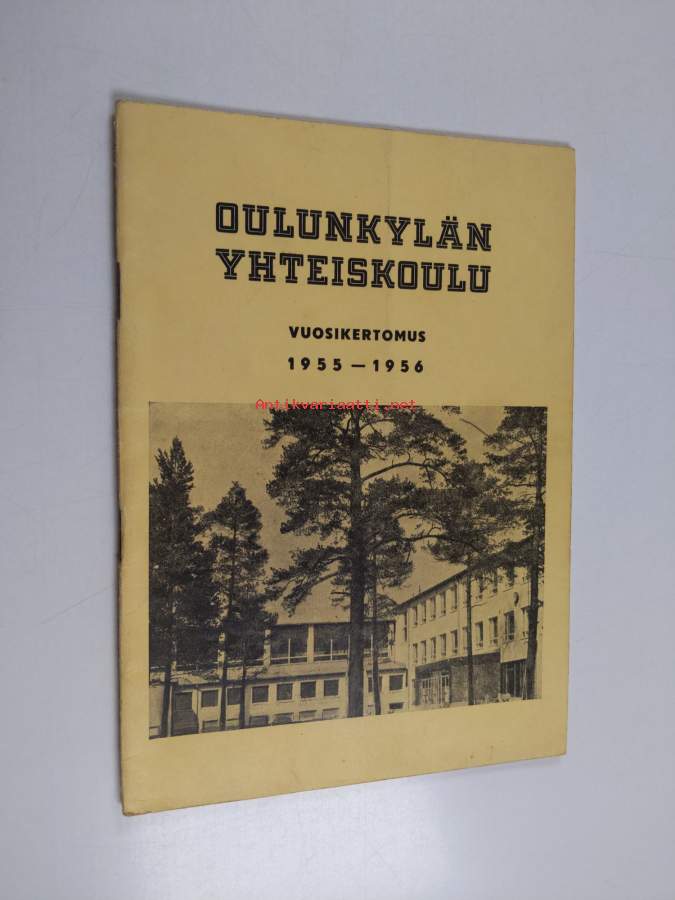 OULUNKYLÄN
YHTEISKOULU
VUOSIKERTOMUS
1955 — 1956
Antikvariaatti.net